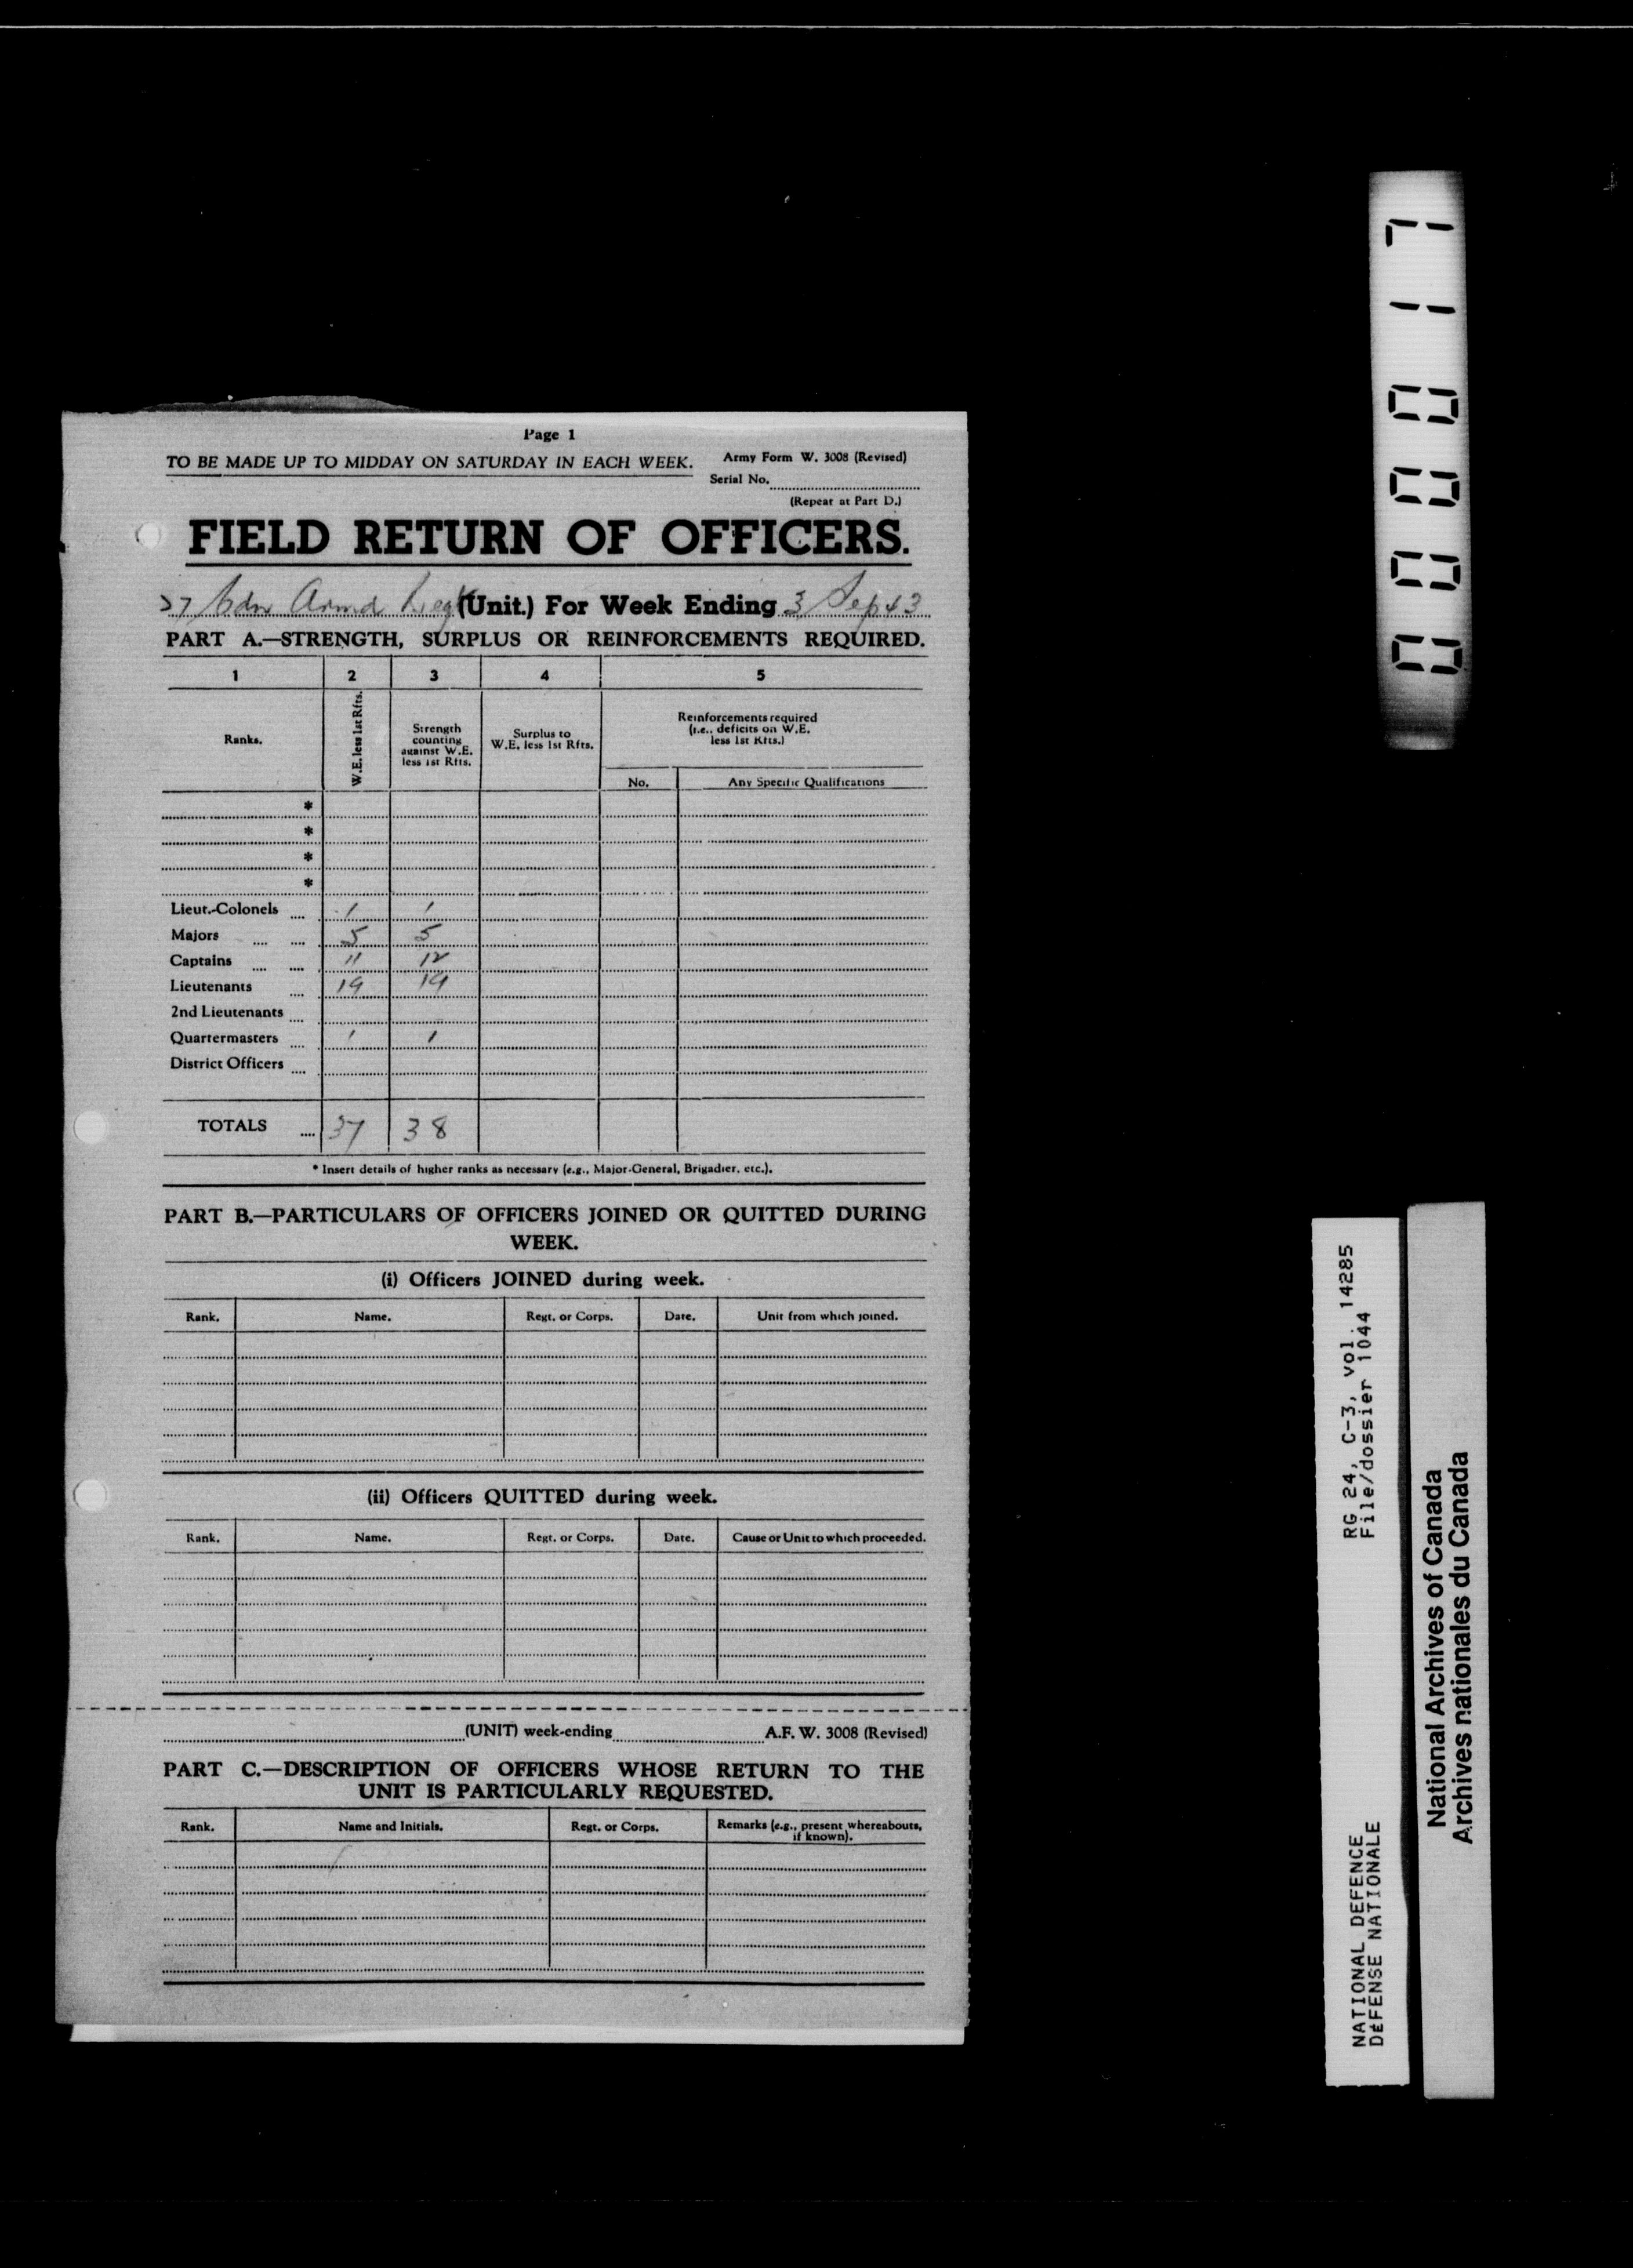 Page 1
TO BE MADE UP TO MIDDAY ON SATURDAY IN EACH WEEK.
Army Form W. 3008 (Revised)
Serial No.
(Repeat at Part D.)
FIELD RETURN OF OFFICERS.
27 Cdn Armd Regt (Unit.) For Week Ending 3 Sep 43
PART A.—STRENGTH, SURPLUS OR REINFORCEMENTS REQUIRED.
1 2 3 4 5
Ranks.
W.E. less 1st Rfts.
Strength counting against W.E. less 1st Rfts.
Surplus to W.E. less 1st Rfts.
Reinforcements required (i.e., deficits on W.E. less 1st Rfts.)
No. Any Specific Qualifications
*
*
*
*
Lieut.-Colonels .... 1 1
Majors .... .... 5 5
Captains .... .... 11 12
Lieutenants .... 19 19
2nd Lieutenants ....
Quartermasters .... 1 1
District Officers ....
TOTALS .... 37 38
* Insert details of higher ranks as necessary (e.g., Major-General, Brigadier, etc.).
PART B.—PARTICULARS OF OFFICERS JOINED OR QUITTED DURING
WEEK.
(i) Officers JOINED during week.
Rank. Name. Regt. or Corps. Date. Unit from which joined.
(ii) Officers QUITTED during week.
Rank. Name. Regt. or Corps. Date. Cause or Unit to which proceeded.
(UNIT) week-ending A.F. W. 3008 (Revised)
PART C.—DESCRIPTION OF OFFICERS WHOSE RETURN TO THE
UNIT IS PARTICULARLY REQUESTED.
Rank. Name and Initials. Regt. or Corps. Remarks (e.g., present whereabouts, if known).
000017
RG 24, C-3, vol. 14285
File/dossier 1044
NATIONAL DEFENCE
DÉFENSE NATIONALE
National Archives of Canada
Archives nationales du Canada